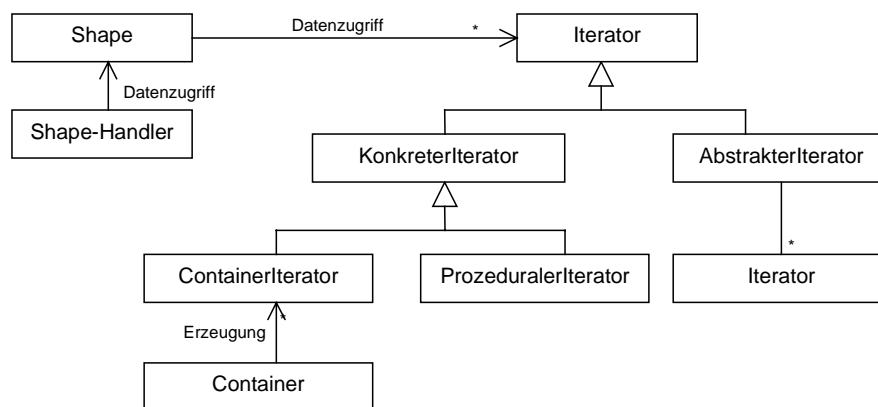 Shape
Datenzugriff
*
Iterator
Datenzugriff
Shape-Handler
KonkreterIterator
AbstrakterIterator
*
ContainerIterator
ProzeduralerIterator
Iterator
*
Erzeugung
Container